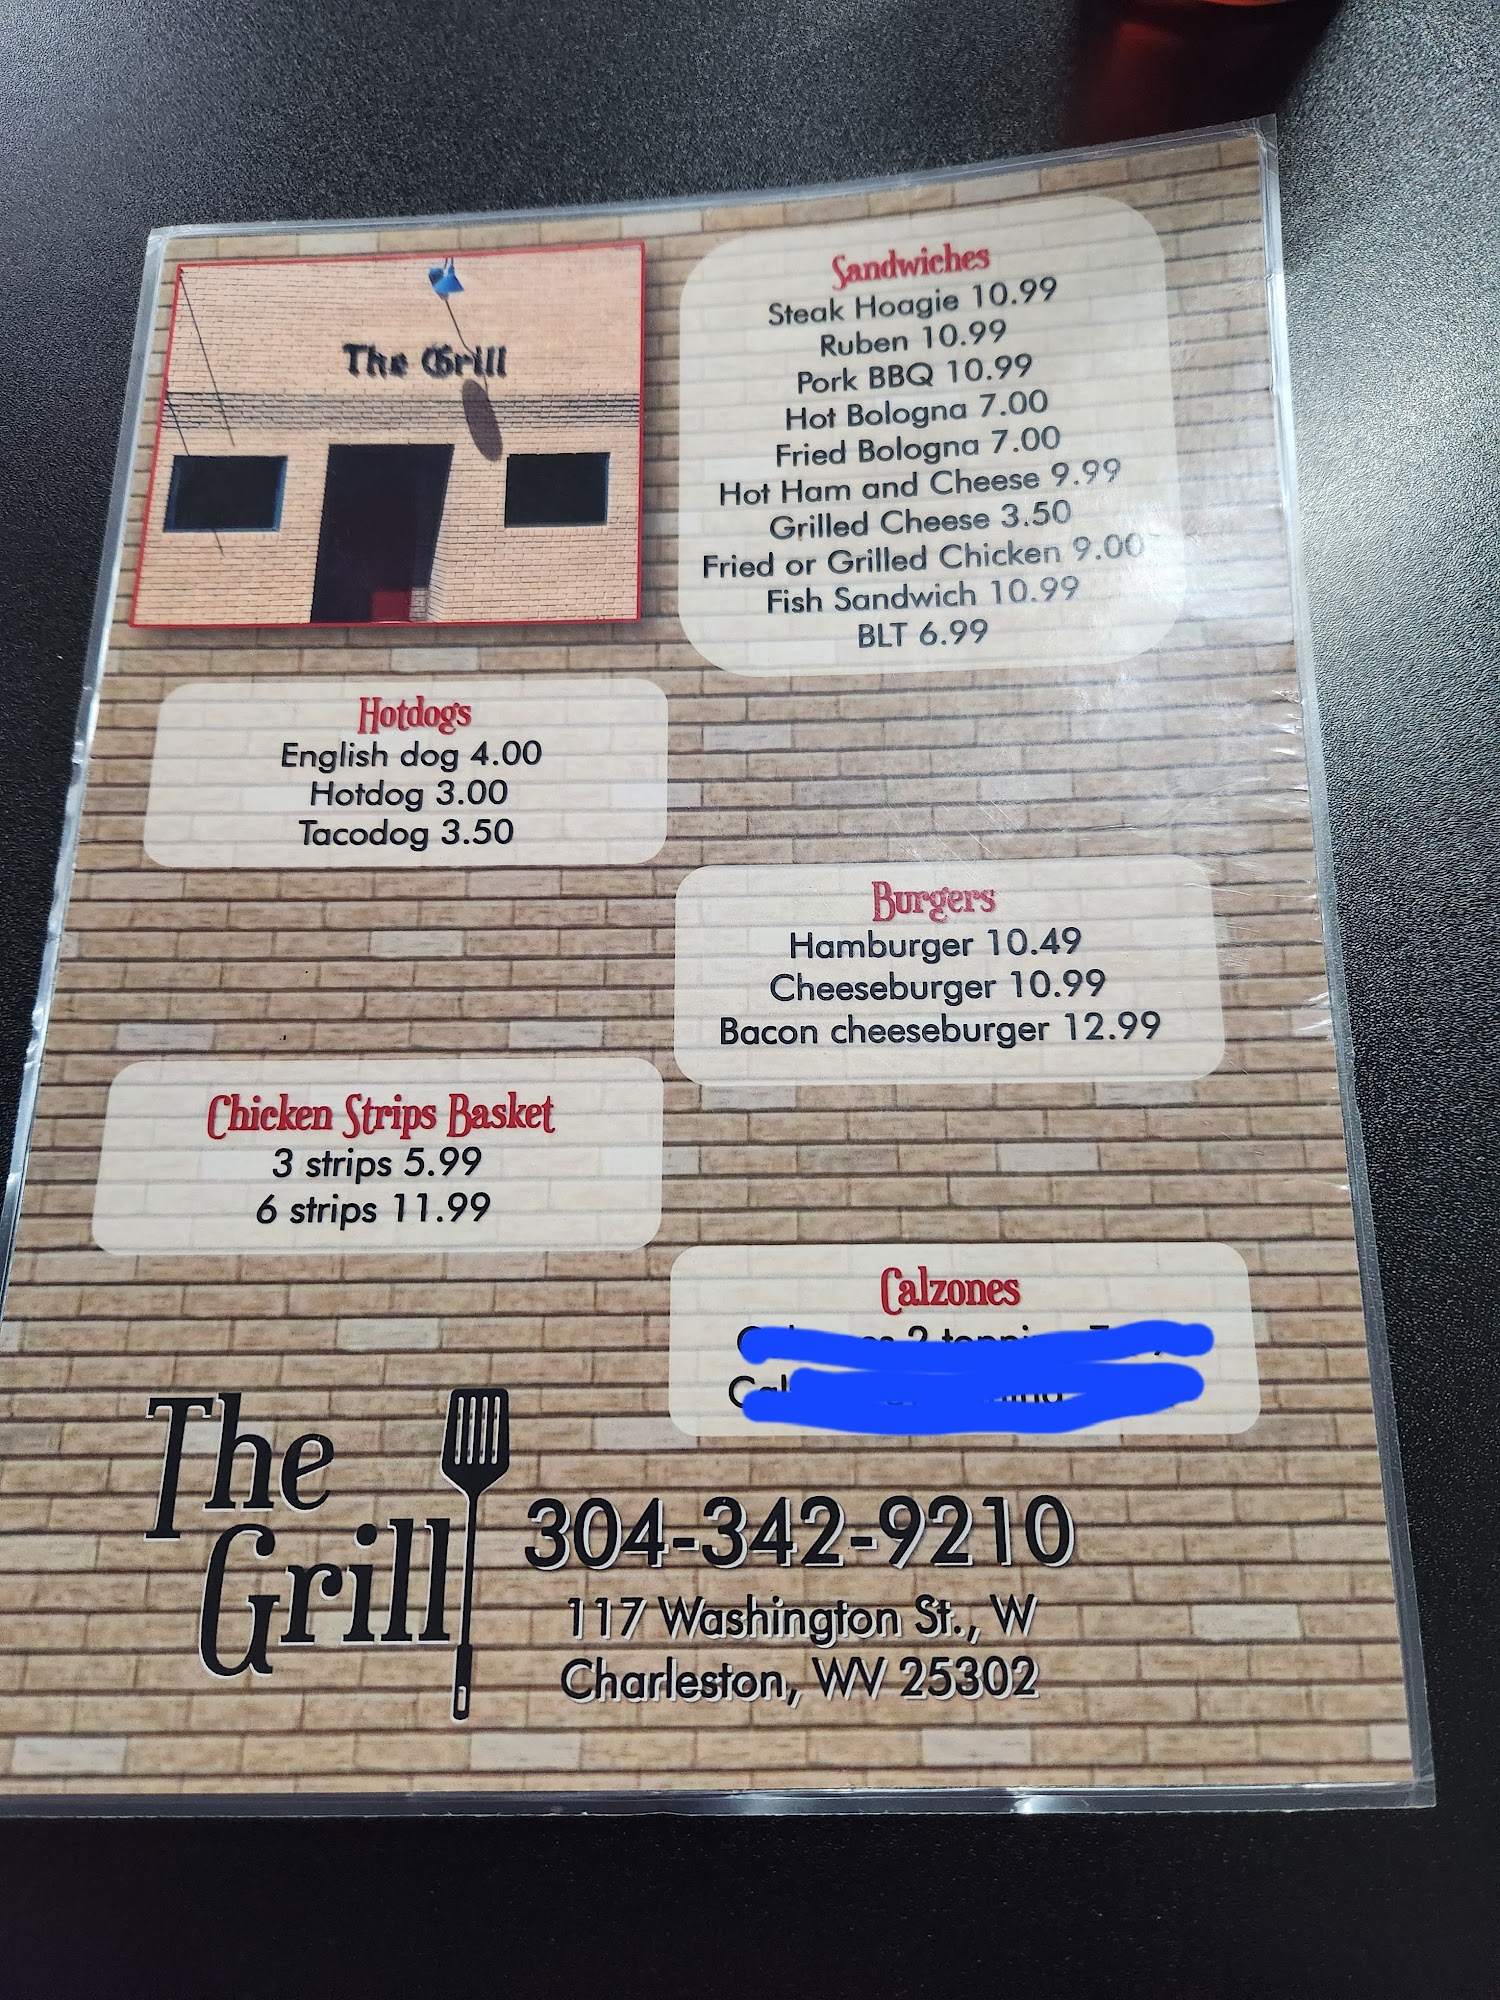 The Grill
Sandwiches
Steak Hoagie 10.99
Ruben 10.99
Pork BBQ 10.99
Hot Bologna 7.00
Fried Bologna 7.00
Hot Ham and Cheese 9.99
Grilled Cheese 3.50
Fried or Grilled Chicken 9.00
Fish Sandwich 10.99
BLT 6.99
Hotdogs
English dog 4.00
Hotdog 3.00
Tacodog 3.50
Burgers
Hamburger 10.49
Cheeseburger 10.99
Bacon cheeseburger 12.99
Chicken Strips Basket
3 strips 5.99
6 strips 11.99
Calzones
2
The
Grill
304-342-9210
117 Washington St., W
Charleston, WV 25302